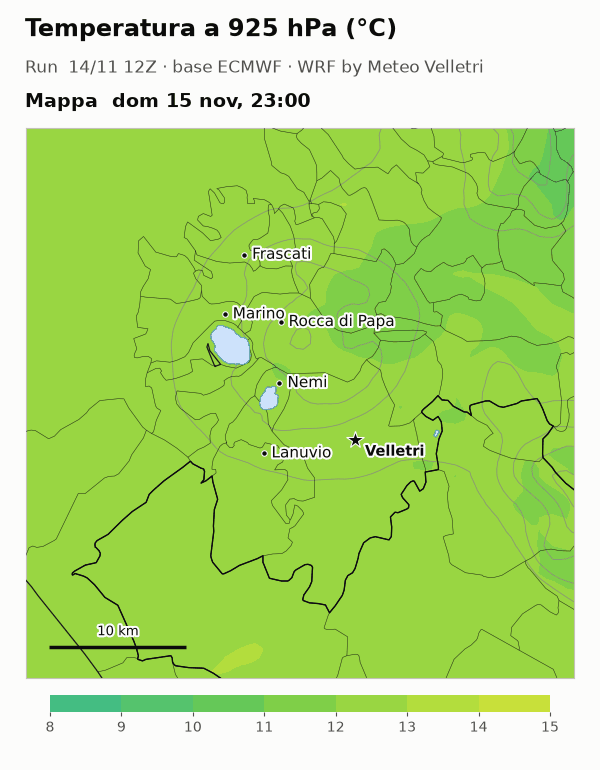 Temperatura a 925 hPa (°C)
Run  14/11 12Z · base ECMWF · WRF by Meteo Velletri
Mappa  dom 15 nov, 23:00
Frascati
Marino
Rocca di Papa
Nemi
Velletri
Lanuvio
10 km
8 9 10 11 12 13 14 15